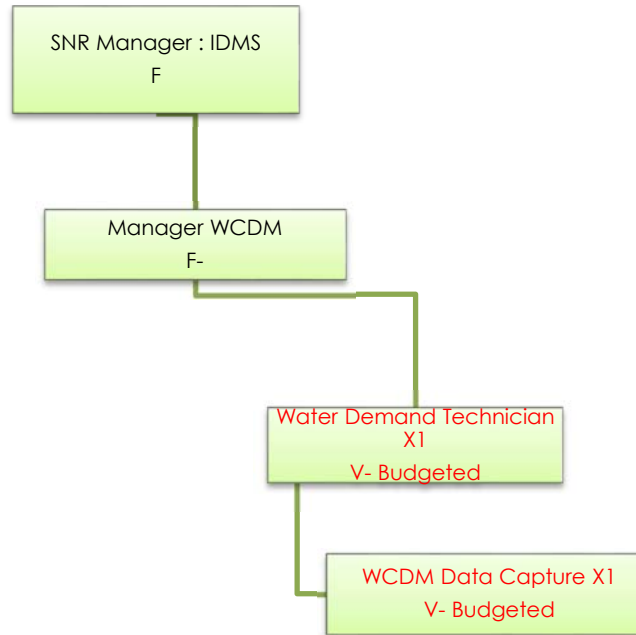 SNR Manager : IDMS
F
Manager WCDM
F-
Water Demand Technician
X1
V- Budgeted
WCDM Data Capture X1
V- Budgeted